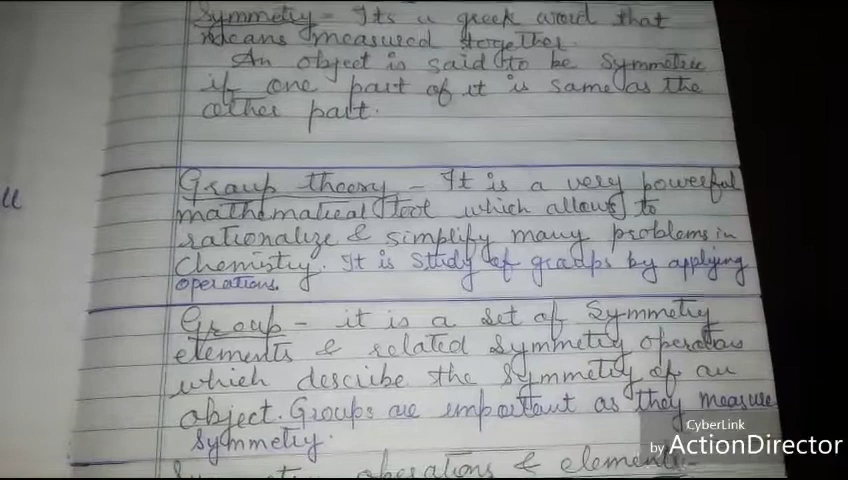 Symmetry - Its a greek word that
means measured together.
An object is said to be symmetric
if one part of it is same as the
other part.
Group theory - It is a very powerful
mathematical tool which allows to
rationalize & simplify many problems in
chemistry. It is study of groups by applying
operations.
ll
Group - it is a set of Symmetry
elements & related symmetry operations
which describe the symmetry of an
object. Groups are important as they measure
symmetry.
operations & elements -
CyberLink
by ActionDirector